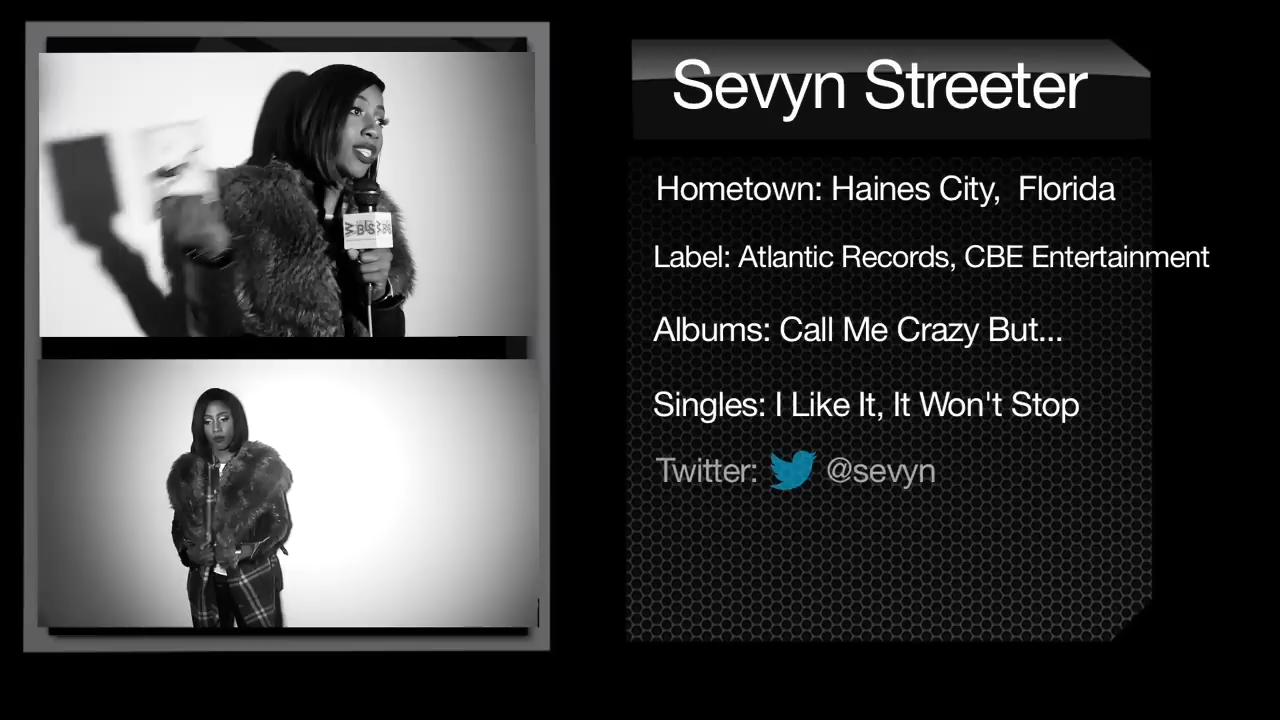 Sevyn Streeter
Hometown: Haines City,  Florida
Label: Atlantic Records, CBE Entertainment
Albums: Call Me Crazy But...
Singles: I Like It, It Won't Stop
Twitter: @sevyn
WBLS